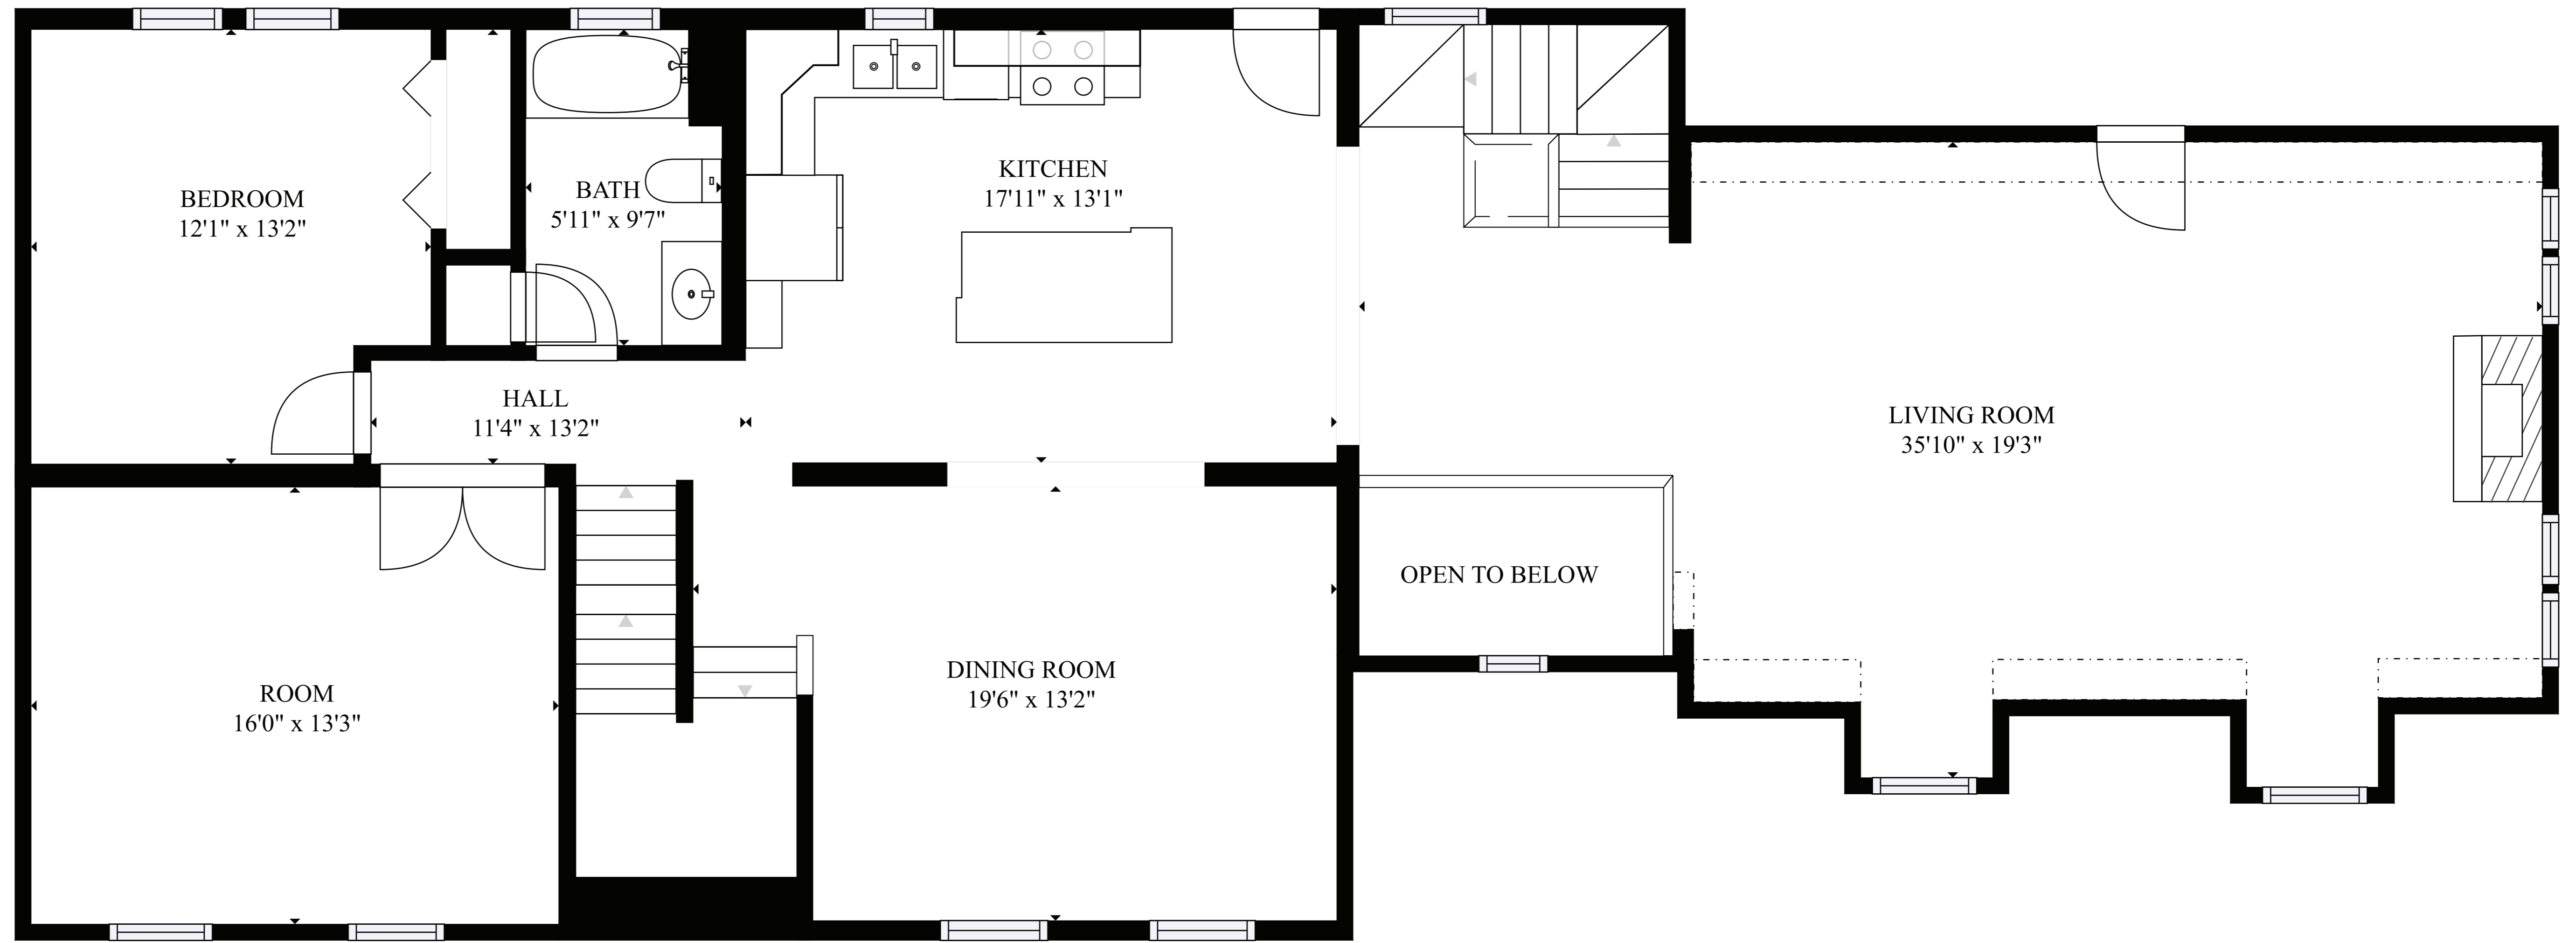 BEDROOM
12'1" x 13'2"
BATH
5'11" x 9'7"
KITCHEN
17'11" x 13'1"
HALL
11'4" x 13'2"
LIVING ROOM
35'10" x 19'3"
OPEN TO BELOW
ROOM
16'0" x 13'3"
DINING ROOM
19'6" x 13'2"